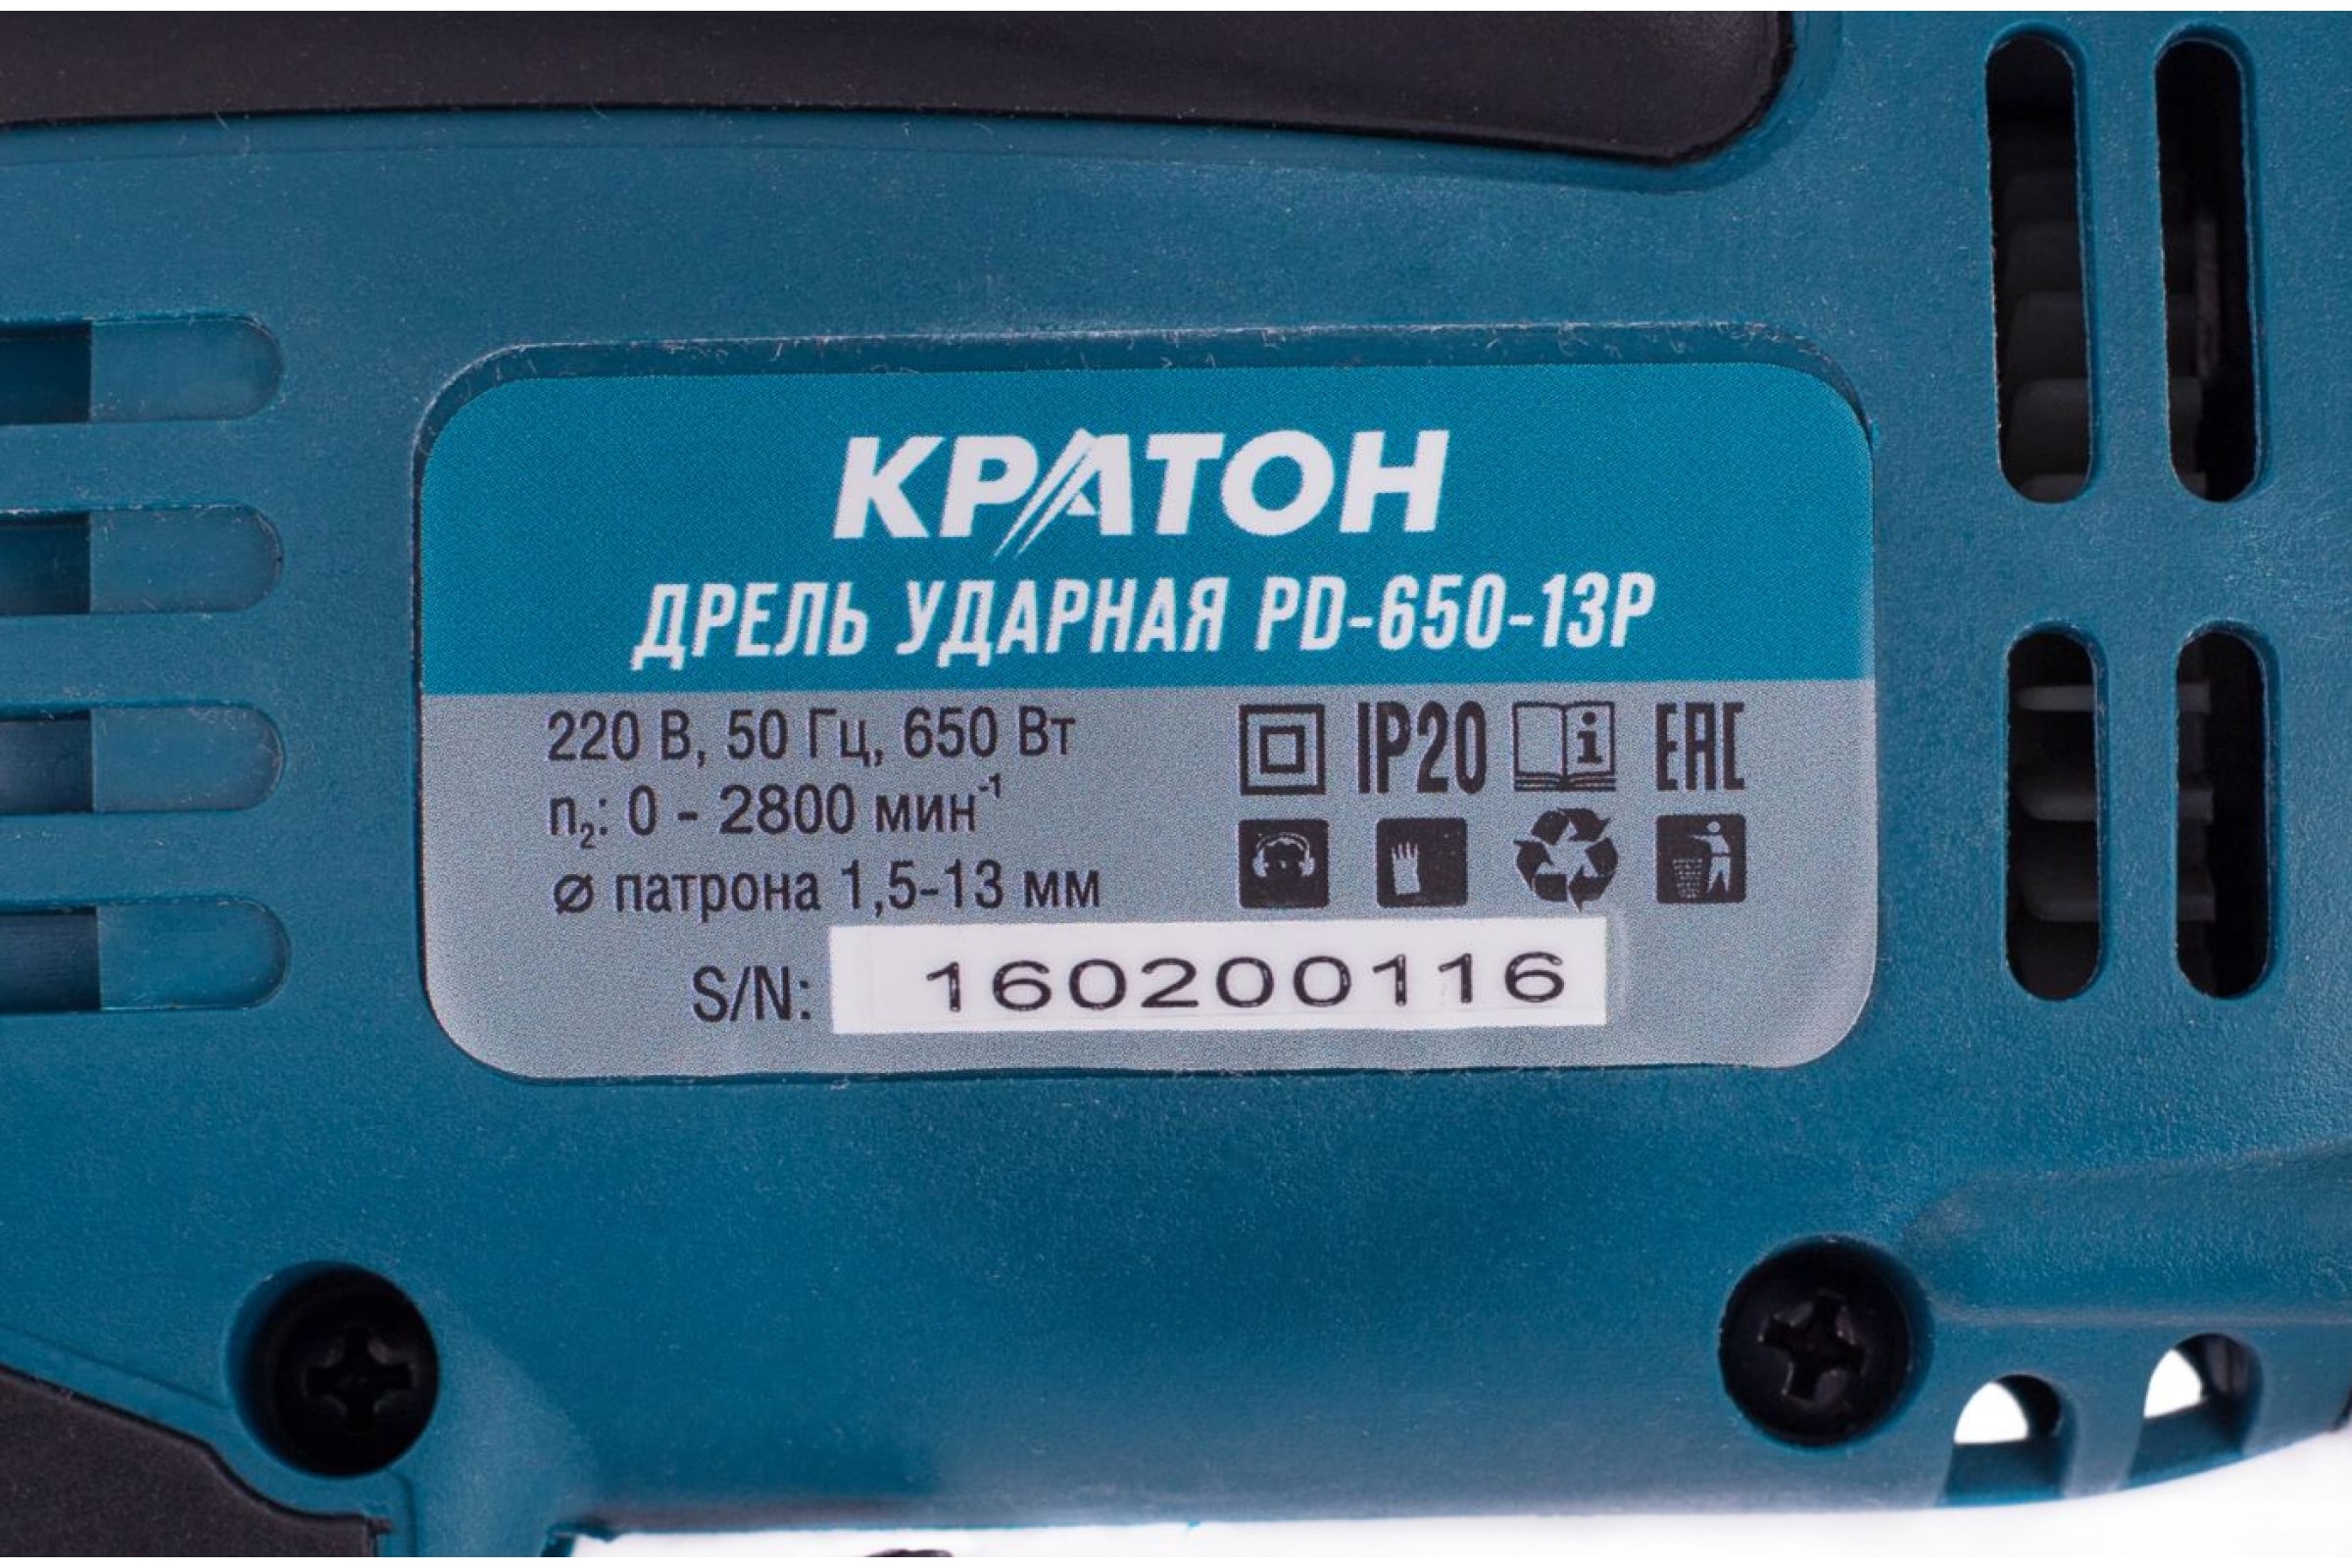 КРАТОН
ДРЕЛЬ УДАРНАЯ PD-650-13P
220 В, 50 Гц, 650 Вт
n₂: 0 - 2800 мин⁻¹
⌀ патрона 1,5-13 мм
IP20
i
EAC
S/N: 160200116